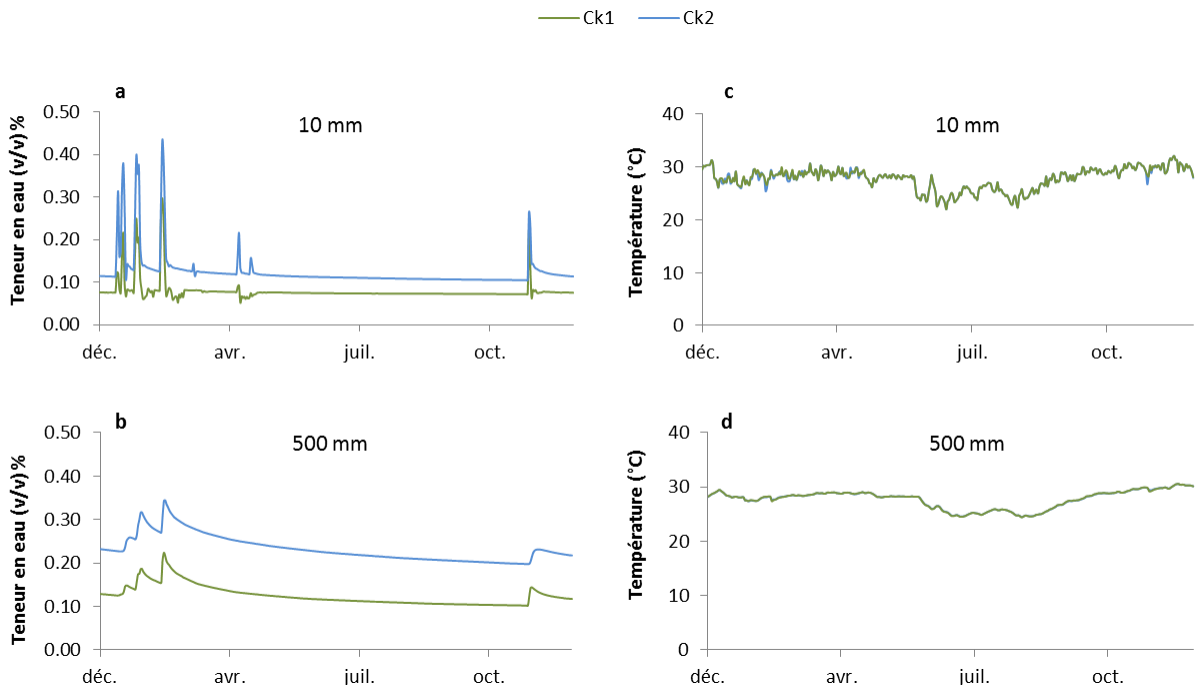 Ck1 Ck2
a
10 mm
Teneur en eau (v/v)%
0.50
0.40
0.30
0.20
0.10
0.00
déc. avr. juil. oct.
c
10 mm
Température (°C)
40
30
20
10
0
déc. avr. juil. oct.
b
500 mm
Teneur en eau (v/v)%
0.50
0.40
0.30
0.20
0.10
0.00
déc. avr. juil. oct.
d
500 mm
Température (°C)
40
30
20
10
0
déc. avr. juil. oct.